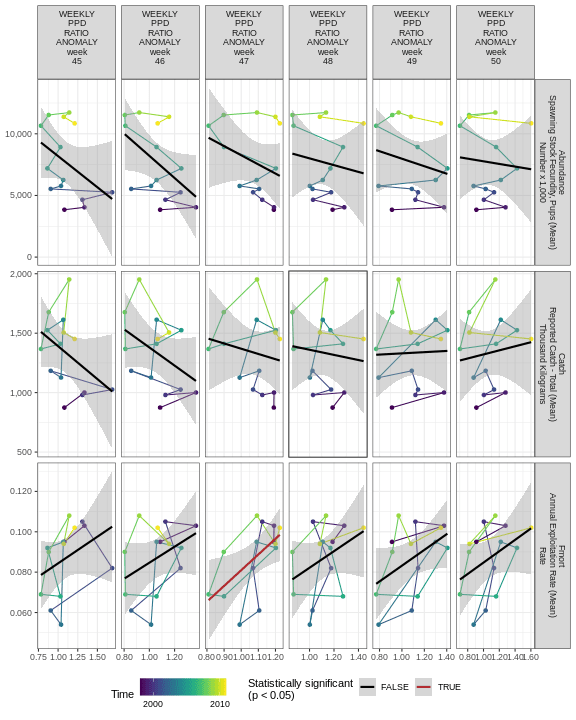 WEEKLY PPD RATIO ANOMALY week 45
WEEKLY PPD RATIO ANOMALY week 46
WEEKLY PPD RATIO ANOMALY week 47
WEEKLY PPD RATIO ANOMALY week 48
WEEKLY PPD RATIO ANOMALY week 49
WEEKLY PPD RATIO ANOMALY week 50
10,000
5,000
0
Abundance
Spawning Stock Fecundity, Pups (Mean)
Number x 1,000
2,000
1,500
1,000
500
Catch
Reported Catch - Total (Mean)
Thousand Kilograms
0.120
0.100
0.080
0.060
Fmort
Annual Exploitation Rate (Mean)
Rate
0.75 1.00 1.25 1.50
0.80 1.00 1.20
0.80 0.90 1.00 1.10 1.20
1.00 1.20 1.40
0.80 1.00 1.20 1.40
0.80 1.00 1.20 1.40 1.60
Time
2000 2010
Statistically significant
(p < 0.05)
FALSE TRUE